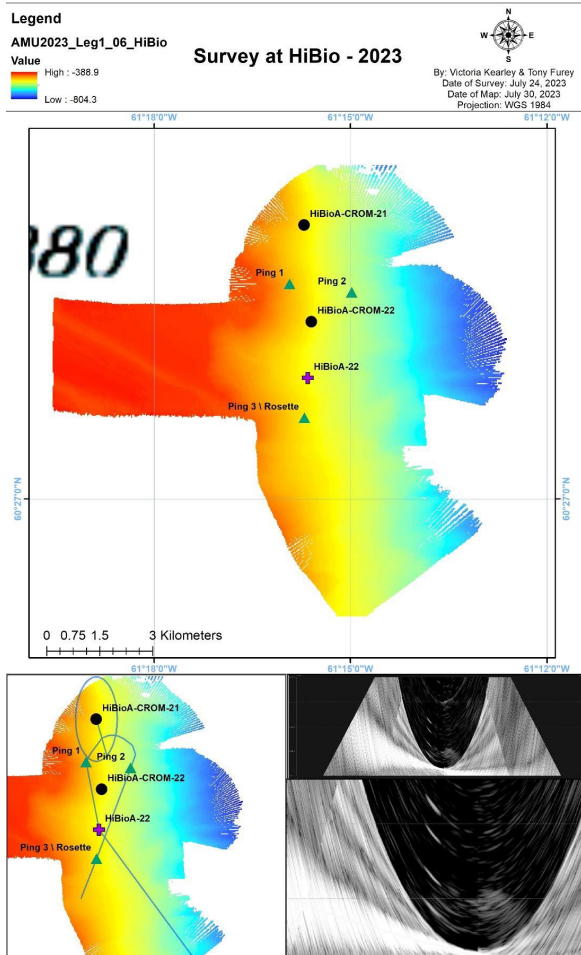 Legend
AMU2023_Leg1_06_HiBio
Value
High : -388.9
Low : -804.3
Survey at HiBio - 2023
N
W E
S
By: Victoria Kearley & Tony Furey
Date of Survey: July 24, 2023
Date of Map: July 30, 2023
Projection: WGS 1984
61°18'0"W 61°15'0"W 61°12'0"W
380
HiBioA-CROM-21
Ping 1
Ping 2
HiBioA-CROM-22
HiBioA-22
Ping 3 \ Rosette
60°27'0"N 60°27'0"N
0 0.75 1.5 3 Kilometers
61°18'0"W 61°15'0"W 61°12'0"W
HiBioA-CROM-21
Ping 1
Ping 2
HiBioA-CROM-22
HiBioA-22
Ping 3 \ Rosette